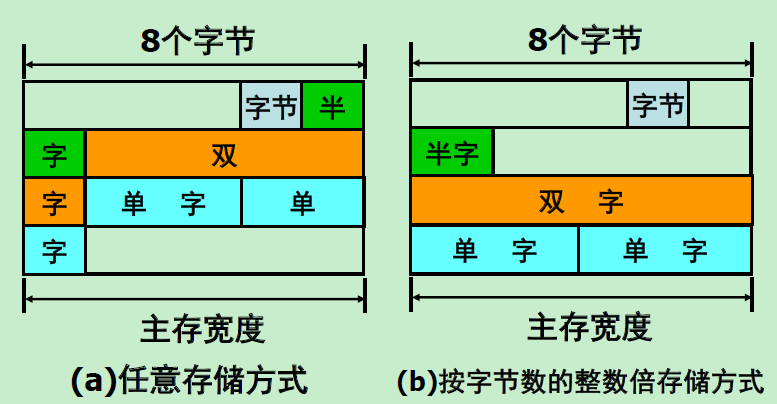 8个字节
8个字节
字节 半
字节
字 双
半字
字 单 字 单
双 字
字
单 字 单 字
主存宽度
主存宽度
(a)任意存储方式
(b)按字节数的整数倍存储方式